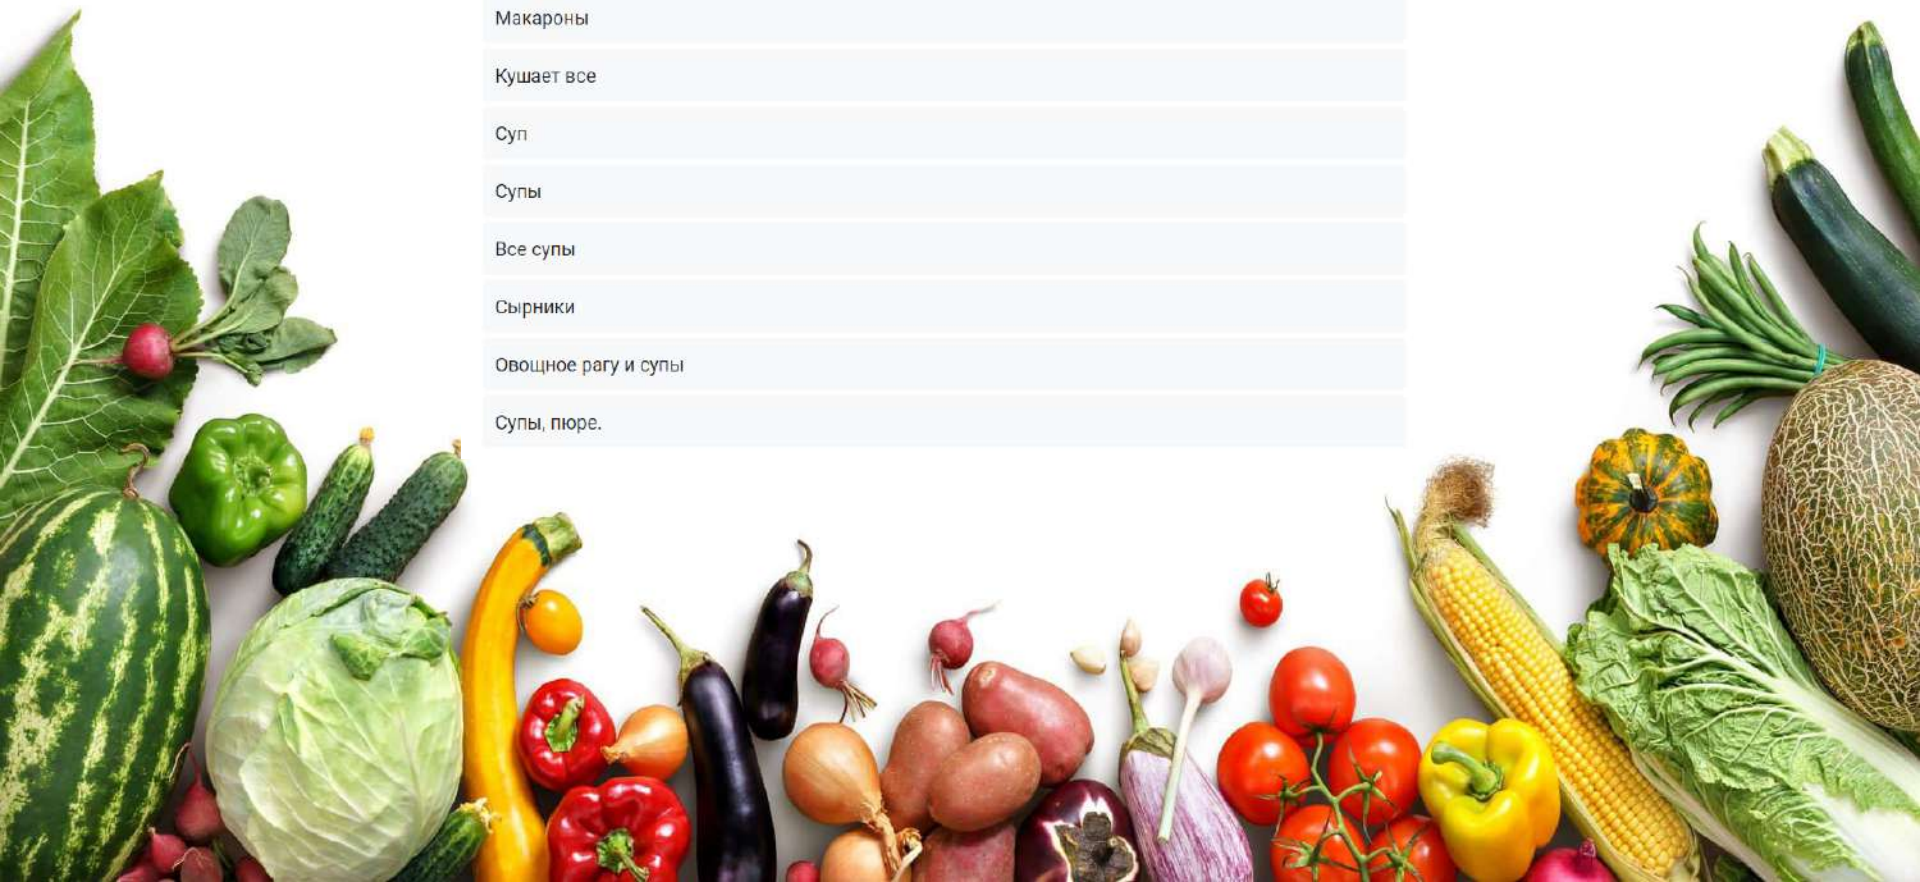 Макароны
Кушает все
Суп
Супы
Все супы
Сырники
Овощное рагу и супы
Супы, пюре.